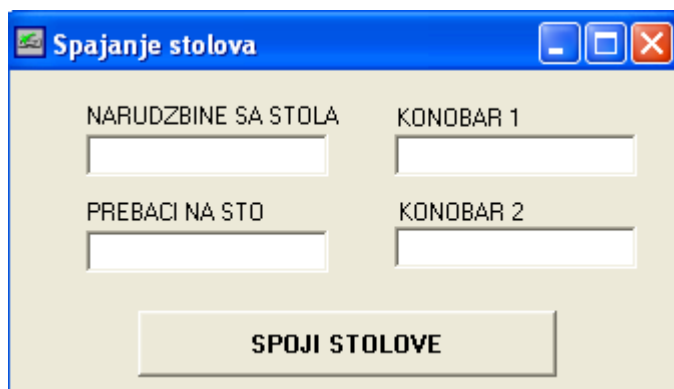 Spajanje stolova
NARUDZBINE SA STOLA
KONOBAR 1
PREBACI NA STO
KONOBAR 2
SPOJI STOLOVE